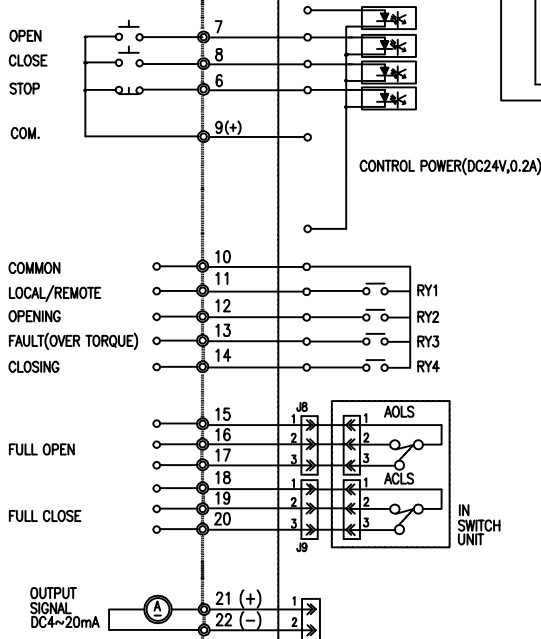 OPEN 7
CLOSE 8
STOP 6
COM. 9(+)
CONTROL POWER(DC24V,0.2A)
COMMON 10
LOCAL/REMOTE 11 RY1
OPENING 12 RY2
FAULT(OVER TORQUE) 13 RY3
CLOSING 14 RY4
J8 AOLS
15 1 1
FULL OPEN 16 2 2
17 3 3
ACLS
18 1 1
FULL CLOSE 19 2 2
20 3 3
J9
IN
SWITCH
UNIT
OUTPUT
SIGNAL
DC4~20mA
A 21 (+) 1
22 (−) 2